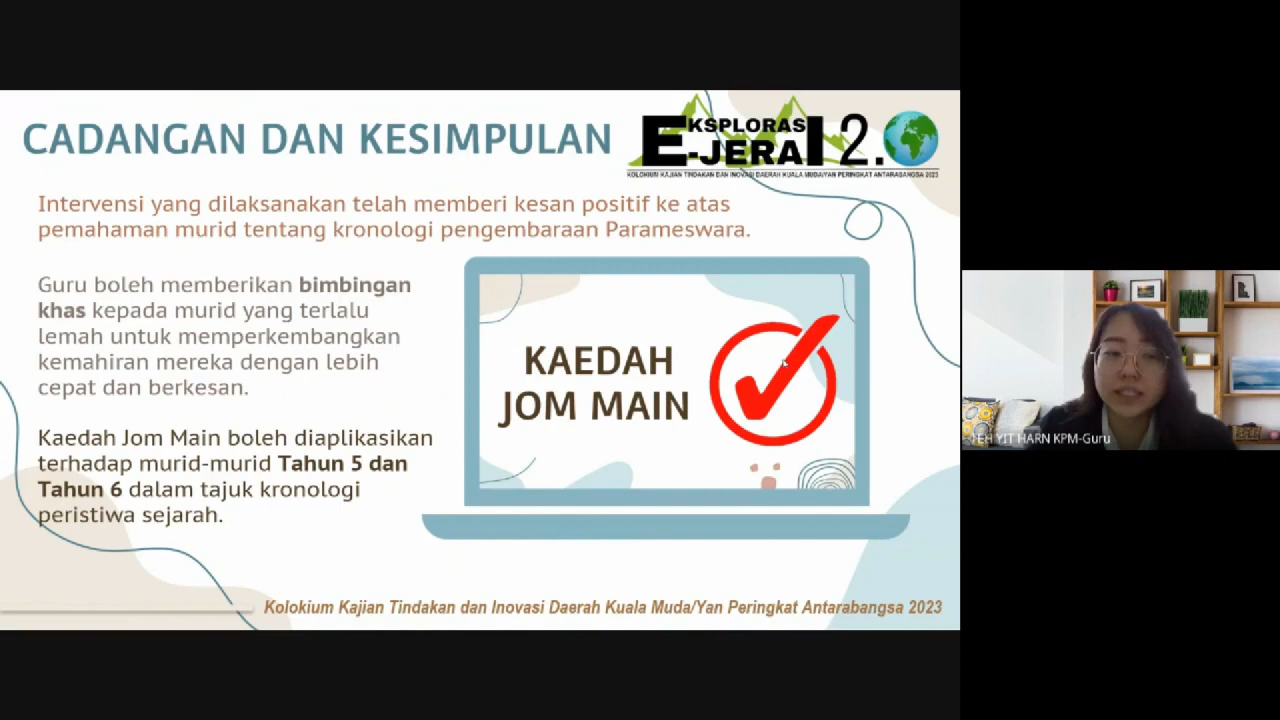 CADANGAN DAN KESIMPULAN
EKSPLORASI 2.0
E-JERAI
KOLOKIUM KAJIAN TINDAKAN DAN INOVASI DAERAH KUALA MUDA/YAN PERINGKAT ANTARABANGSA 2023
Intervensi yang dilaksanakan telah memberi kesan positif ke atas
pemahaman murid tentang kronologi pengembaraan Parameswara.
Guru boleh memberikan bimbingan
khas kepada murid yang terlalu
lemah untuk memperkembangkan
kemahiran mereka dengan lebih
cepat dan berkesan.
Kaedah Jom Main boleh diaplikasikan
terhadap murid-murid Tahun 5 dan
Tahun 6 dalam tajuk kronologi
peristiwa sejarah.
KAEDAH
JOM MAIN
Kolokium Kajian Tindakan dan Inovasi Daerah Kuala Muda/Yan Peringkat Antarabangsa 2023
TEH YIT HARN KPM-Guru